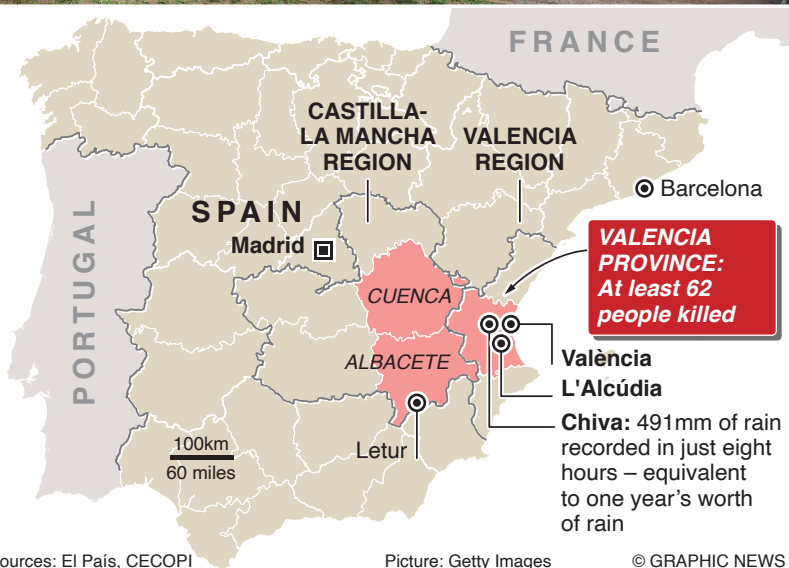 FRANCE
CASTILLA-
LA MANCHA
REGION
VALENCIA
REGION
Barcelona
SPAIN
Madrid
PORTUGAL
VALENCIA
PROVINCE:
At least 62
people killed
CUENCA
ALBACETE
València
L'Alcúdia
Chiva: 491mm of rain
recorded in just eight
hours – equivalent
to one year's worth
of rain
Letur
100km
60 miles
ources: El País, CECOPI
Picture: Getty Images
© GRAPHIC NEWS